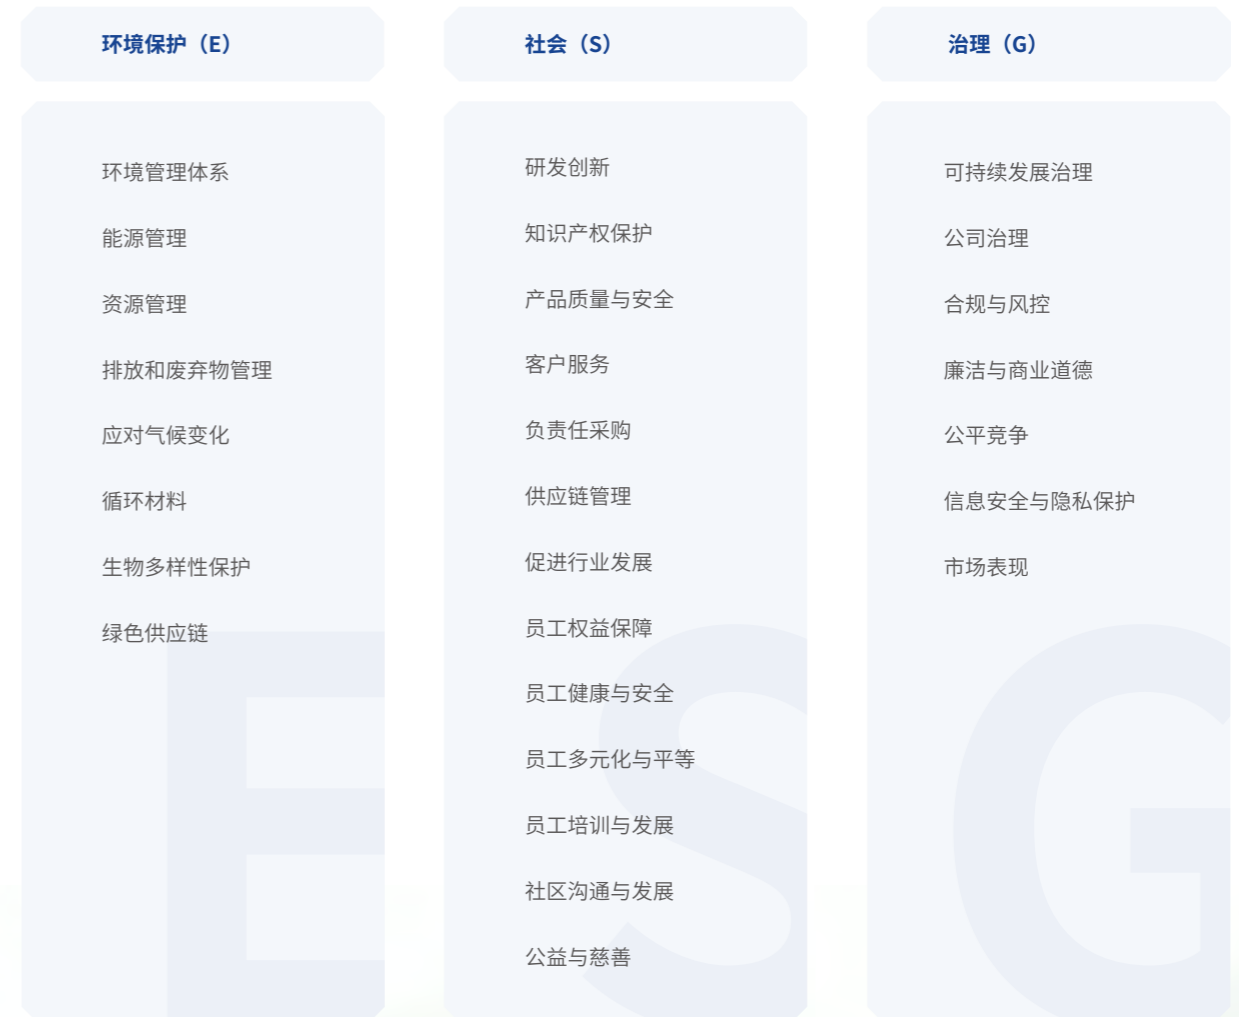 环境保护（E）
环境管理体系
能源管理
资源管理
排放和废弃物管理
应对气候变化
循环材料
生物多样性保护
绿色供应链
E
社会（S）
研发创新
知识产权保护
产品质量与安全
客户服务
负责任采购
供应链管理
促进行业发展
员工权益保障
员工健康与安全
员工多元化与平等
员工培训与发展
社区沟通与发展
公益与慈善
S
治理（G）
可持续发展治理
公司治理
合规与风控
廉洁与商业道德
公平竞争
信息安全与隐私保护
市场表现
G